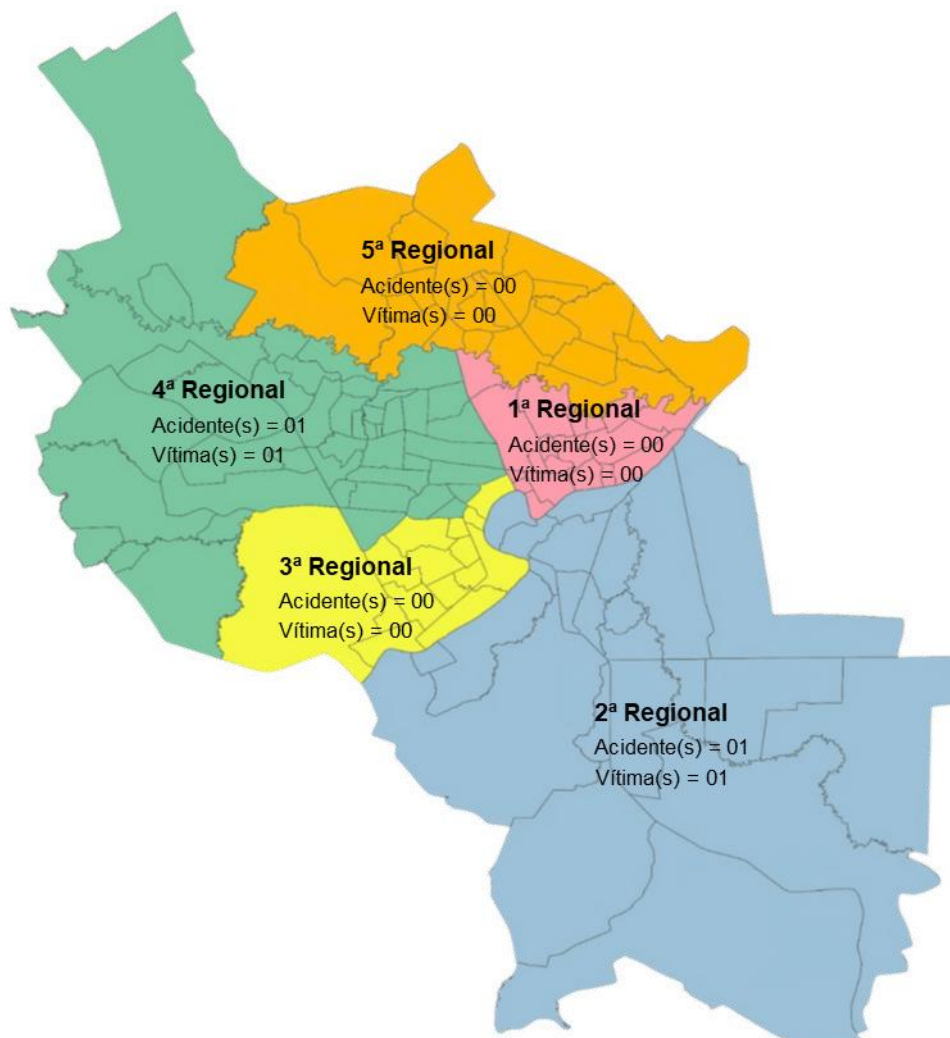 5ª Regional
Acidente(s) = 00
Vítima(s) = 00
4ª Regional
Acidente(s) = 01
Vítima(s) = 01
1ª Regional
Acidente(s) = 00
Vítima(s) = 00
3ª Regional
Acidente(s) = 00
Vítima(s) = 00
2ª Regional
Acidente(s) = 01
Vítima(s) = 01